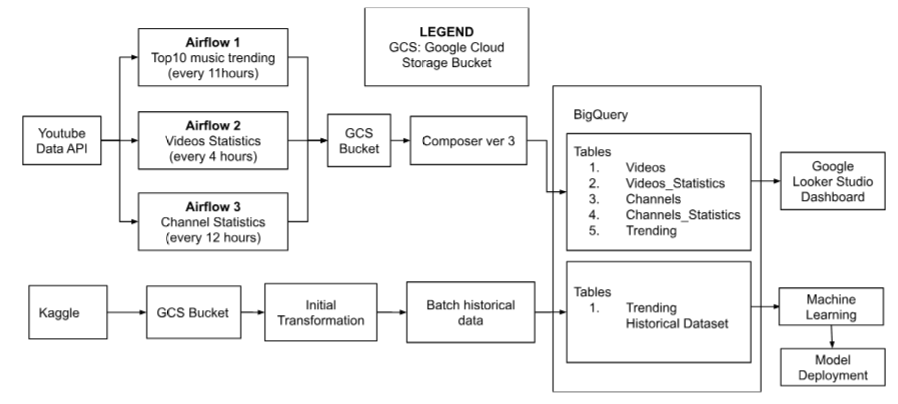 LEGEND
GCS: Google Cloud
Storage Bucket
Airflow 1
Top10 music trending
(every 11hours)
Youtube
Data API
Airflow 2
Videos Statistics
(every 4 hours)
Airflow 3
Channel Statistics
(every 12 hours)
GCS
Bucket
Composer ver 3
BigQuery
Tables
1. Videos
2. Videos_Statistics
3. Channels
4. Channels_Statistics
5. Trending
Google
Looker Studio
Dashboard
Kaggle
GCS Bucket
Initial
Transformation
Batch historical
data
Tables
1. Trending
Historical Dataset
Machine
Learning
Model
Deployment